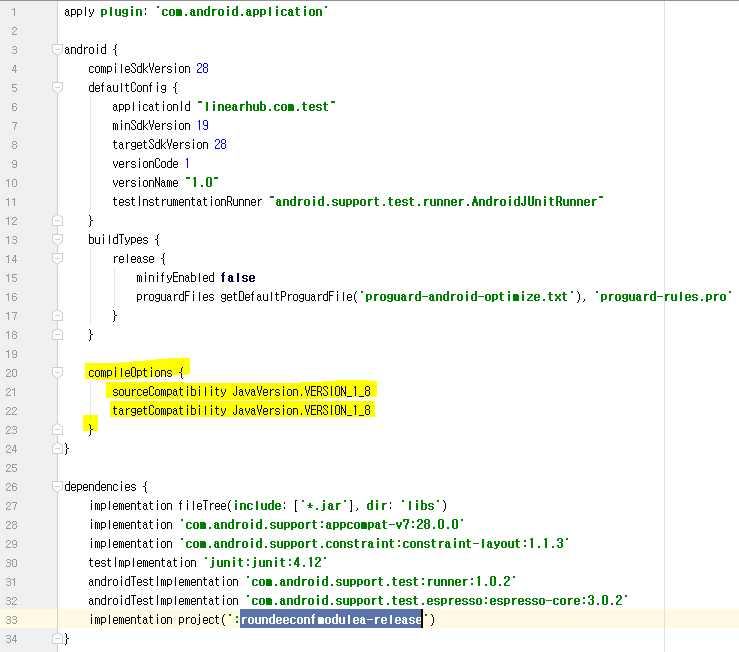 1 apply plugin: 'com.android.application'
2
3 android {
4 compileSdkVersion 28
5 defaultConfig {
6 applicationId "linearhub.com.test"
7 minSdkVersion 19
8 targetSdkVersion 28
9 versionCode 1
10 versionName "1.0"
11 testInstrumentationRunner "android.support.test.runner.AndroidJUnitRunner"
12 }
13 buildTypes {
14 release {
15 minifyEnabled false
16 proguardFiles getDefaultProguardFile('proguard-android-optimize.txt'), 'proguard-rules.pro'
17 }
18 }
19
20 compileOptions {
21 sourceCompatibility JavaVersion.VERSION_1_8
22 targetCompatibility JavaVersion.VERSION_1_8
23 }
24 }
25
26 dependencies {
27 implementation fileTree(include: ['*.jar'], dir: 'libs')
28 implementation 'com.android.support:appcompat-v7:28.0.0'
29 implementation 'com.android.support.constraint:constraint-layout:1.1.3'
30 testImplementation 'junit:junit:4.12'
31 androidTestImplementation 'com.android.support.test:runner:1.0.2'
32 androidTestImplementation 'com.android.support.test.espresso:espresso-core:3.0.2'
33 implementation project(':roundeeconfmodulea-release')
34 }